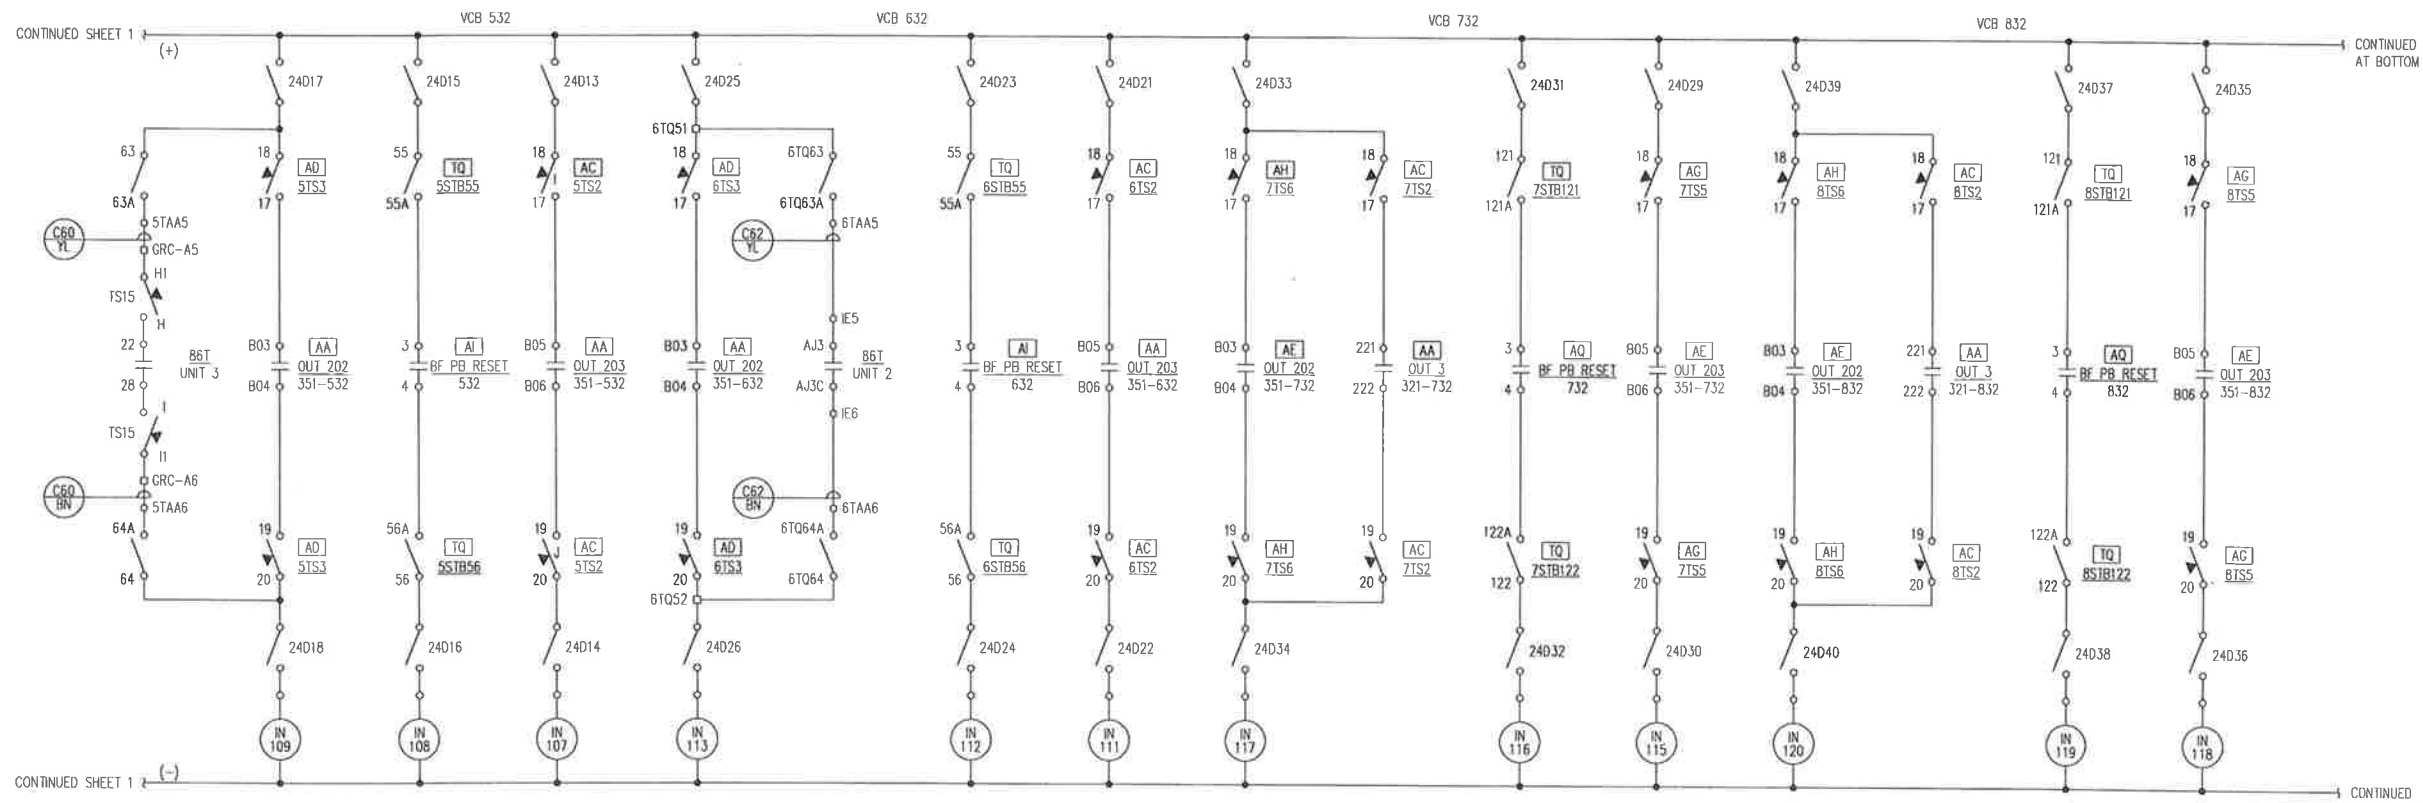 VCB 532
VCB 632
VCB 732
VCB 832
CONTINUED SHEET 1
(+)
CONTINUED
AT BOTTOM
24D17
24D15
24D13
24D25
24D23
24D21
24D33
24D31
24D29
24D39
24D37
24D35
6TQ51
63
18
AD
5TS3
55
TQ
5STB55
18
AC
5TS2
18
AD
6TS3
6TQ63
55
TQ
6STB55
18
AC
6TS2
18
AH
7TS6
18
AC
7TS2
121
TQ
7STB121
18
AG
7TS5
18
AH
8TS6
18
AC
8TS2
121
TQ
8STB121
18
AG
8TS5
I
63A
17
55A
17
17
6TQ63A
55A
17
17
17
121A
17
17
17
121A
17
5TAA5
6TAA5
C60
YL
C62
YL
GRC-A5
H1
TS15
H
IE5
22
86T
UNIT 3
28
B03
AA
OUT 202
351-532
B04
3
AI
BF PB RESET
532
4
B05
AA
OUT 203
351-532
B06
B03
AA
OUT 202
351-632
B04
AJ3
86T
UNIT 2
AJ3C
3
AI
BF PB RESET
632
4
B05
AA
OUT 203
351-632
B06
B03
AE
OUT 202
351-732
B04
221
AA
OUT 3
321-732
222
3
AQ
BF PB RESET
732
4
B05
AE
OUT 203
351-732
B06
B03
AE
OUT 202
351-832
B04
221
AA
OUT 3
321-832
222
3
AQ
BF PB RESET
832
4
B05
AE
OUT 203
351-832
B06
I
IE6
TS15
I1
GRC-A6
C60
BN
C62
BN
5TAA6
6TAA6
64A
19
AD
5TS3
56A
TQ
5STB56
19
J
AC
5TS2
19
AD
6TS3
6TQ64A
56A
TQ
6STB56
19
AC
6TS2
19
AH
7TS6
19
AC
7TS2
122A
TQ
7STB122
19
AG
7TS5
19
AH
8TS6
19
AC
8TS2
122A
TQ
8STB122
19
AG
8TS5
64
20
56
20
20
6TQ64
56
20
20
20
122
20
20
20
122
20
6TQ52
24D18
24D16
24D14
24D26
24D24
24D22
24D34
24D32
24D30
24D40
24D38
24D36
IN
109
IN
108
IN
107
IN
113
IN
112
IN
111
IN
117
IN
116
IN
115
IN
120
IN
119
IN
118
(-)
CONTINUED SHEET 1
CONTINUED